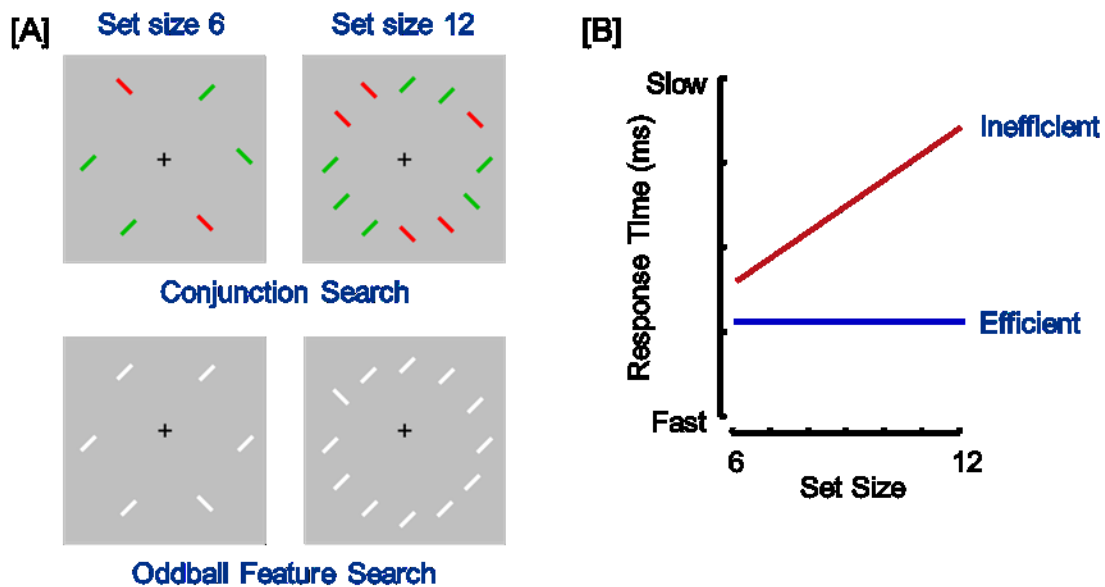 [A]
Set size 6
Set size 12
Conjunction Search
Oddball Feature Search
[B]
Slow
Response Time (ms)
Fast
Inefficient
Efficient
6
12
Set Size